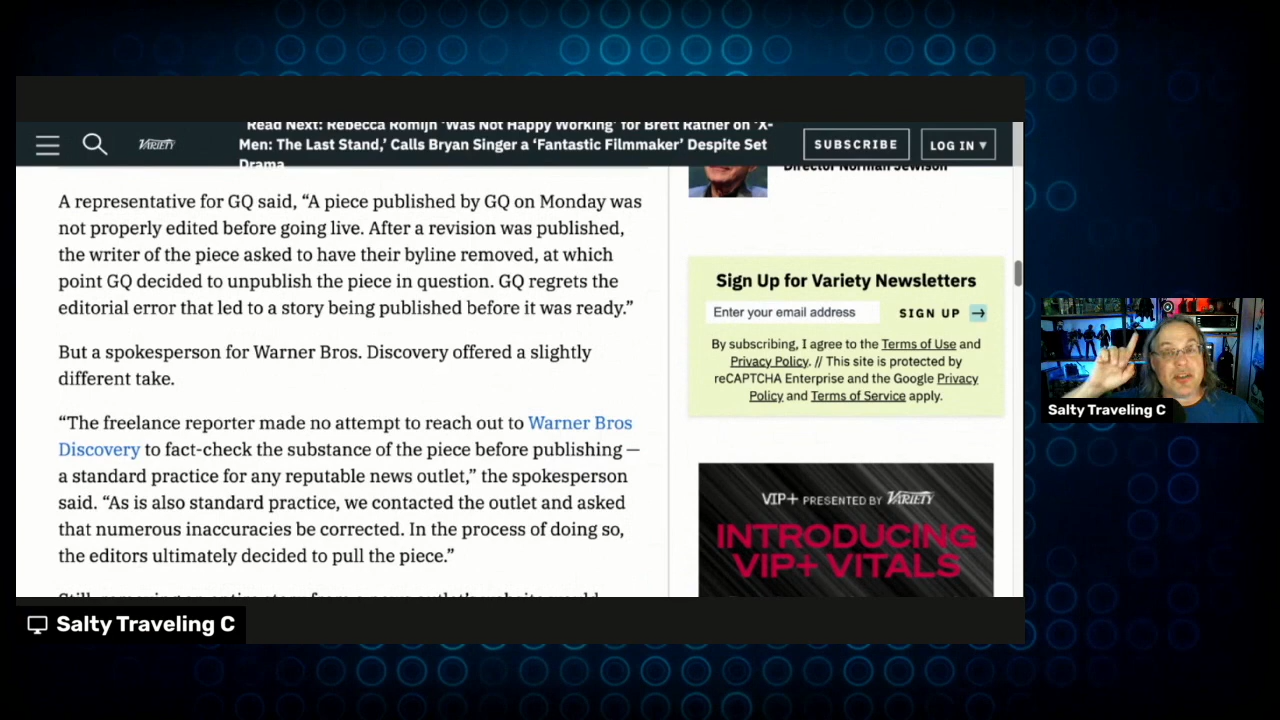 Read Next: Rebecca Romijn ‘Was Not Happy Working’ for Brett Ratner on ‘X-
Men: The Last Stand,’ Calls Bryan Singer a ‘Fantastic Filmmaker’ Despite Set
Drama
VARIETY
SUBSCRIBE
LOG IN ▾
Director Norman Jewison
A representative for GQ said, “A piece published by GQ on Monday was
not properly edited before going live. After a revision was published,
the writer of the piece asked to have their byline removed, at which
point GQ decided to unpublish the piece in question. GQ regrets the
editorial error that led to a story being published before it was ready.”
But a spokesperson for Warner Bros. Discovery offered a slightly
different take.
“The freelance reporter made no attempt to reach out to Warner Bros
Discovery to fact-check the substance of the piece before publishing —
a standard practice for any reputable news outlet,” the spokesperson
said. “As is also standard practice, we contacted the outlet and asked
that numerous inaccuracies be corrected. In the process of doing so,
the editors ultimately decided to pull the piece.”
Sign Up for Variety Newsletters
Enter your email address
SIGN UP →
By subscribing, I agree to the Terms of Use and
Privacy Policy. // This site is protected by
reCAPTCHA Enterprise and the Google Privacy
Policy and Terms of Service apply.
VIP+ PRESENTED BY VARIETY
INTRODUCING
VIP+ VITALS
Salty Traveling C
Salty Traveling C